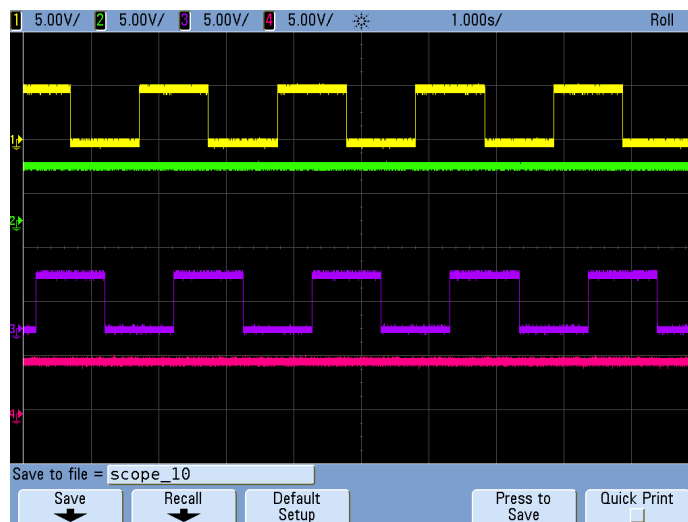 1 5.00V/ 2 5.00V/ 3 5.00V/ 4 5.00V/ 1.000s/ Roll
1
2
3
4
Save to file = scope_10
Save Recall Default Setup Press to Save Quick Print